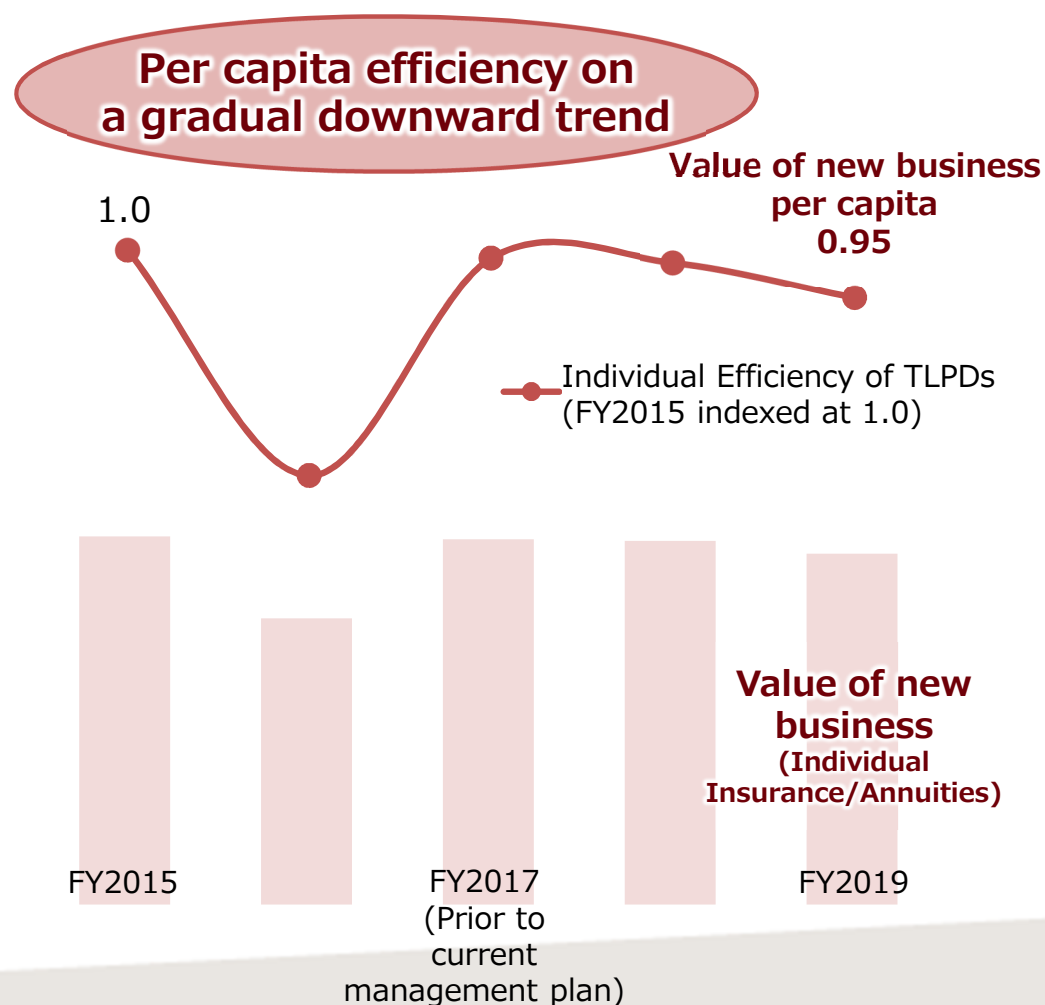 Per capita efficiency on
a gradual downward trend
Value of new business
per capita
0.95
1.0
Individual Efficiency of TLPDs
(FY2015 indexed at 1.0)
Value of new
business
(Individual
Insurance/Annuities)
FY2015
FY2017
(Prior to
current
management plan)
FY2019